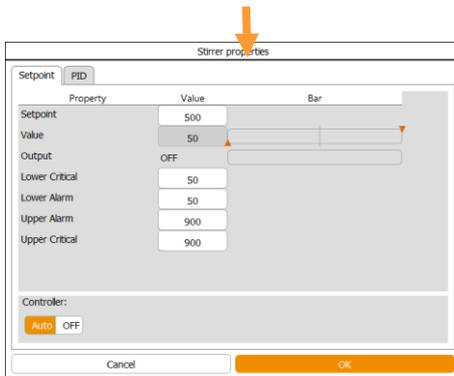 Stirrer properties
Setpoint PID
Property Value Bar
Setpoint 500
Value 50
Output OFF
Lower Critical 50
Lower Alarm 50
Upper Alarm 900
Upper Critical 900
Controller:
Auto OFF
Cancel OK